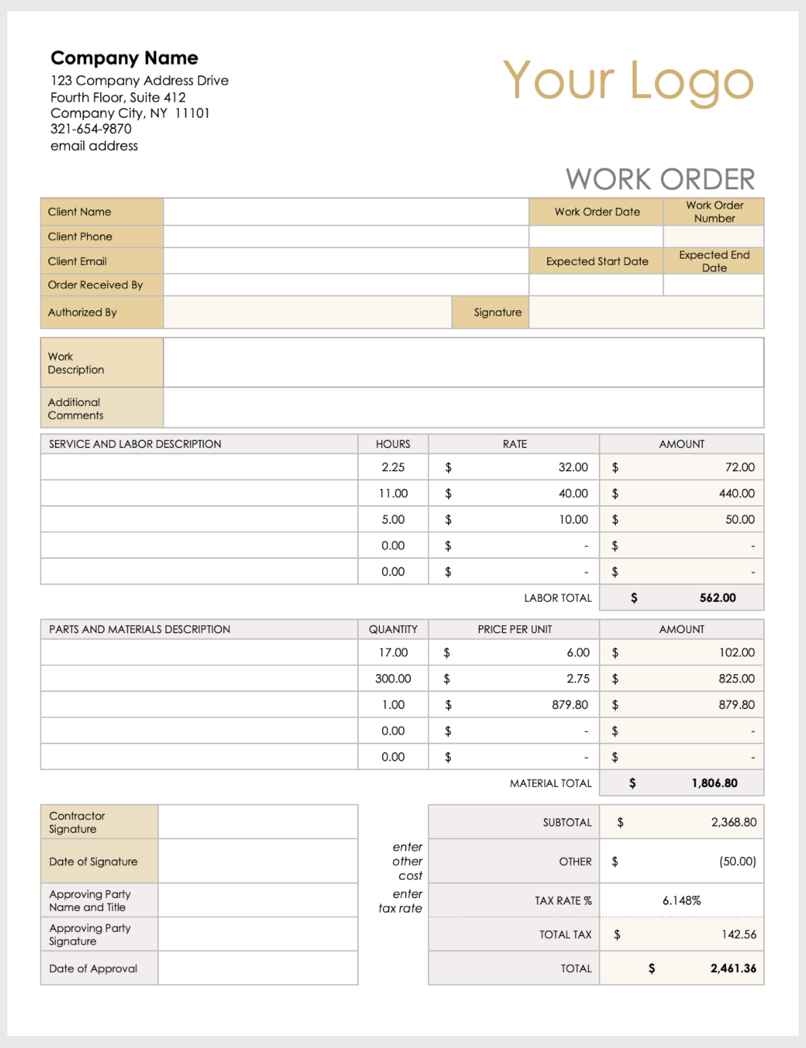 Company Name
123 Company Address Drive
Fourth Floor, Suite 412
Company City, NY 11101
321-654-9870
email address
Your Logo
WORK ORDER
Client Name
Work Order Date
Work Order
Number
Client Phone
Client Email
Expected Start Date
Expected End
Date
Order Received By
Authorized By
Signature
Work
Description
Additional
Comments
SERVICE AND LABOR DESCRIPTION HOURS RATE AMOUNT
2.25 $ 32.00 $ 72.00
11.00 $ 40.00 $ 440.00
5.00 $ 10.00 $ 50.00
0.00 $ - $ -
0.00 $ - $ -
LABOR TOTAL $ 562.00
PARTS AND MATERIALS DESCRIPTION QUANTITY PRICE PER UNIT AMOUNT
17.00 $ 6.00 $ 102.00
300.00 $ 2.75 $ 825.00
1.00 $ 879.80 $ 879.80
0.00 $ - $ -
0.00 $ - $ -
MATERIAL TOTAL $ 1,806.80
Contractor
Signature
Date of Signature
Approving Party
Name and Title
Approving Party
Signature
Date of Approval
enter
other
cost
enter
tax rate
SUBTOTAL $ 2,368.80
OTHER $ (50.00)
TAX RATE % 6.148%
TOTAL TAX $ 142.56
TOTAL $ 2,461.36